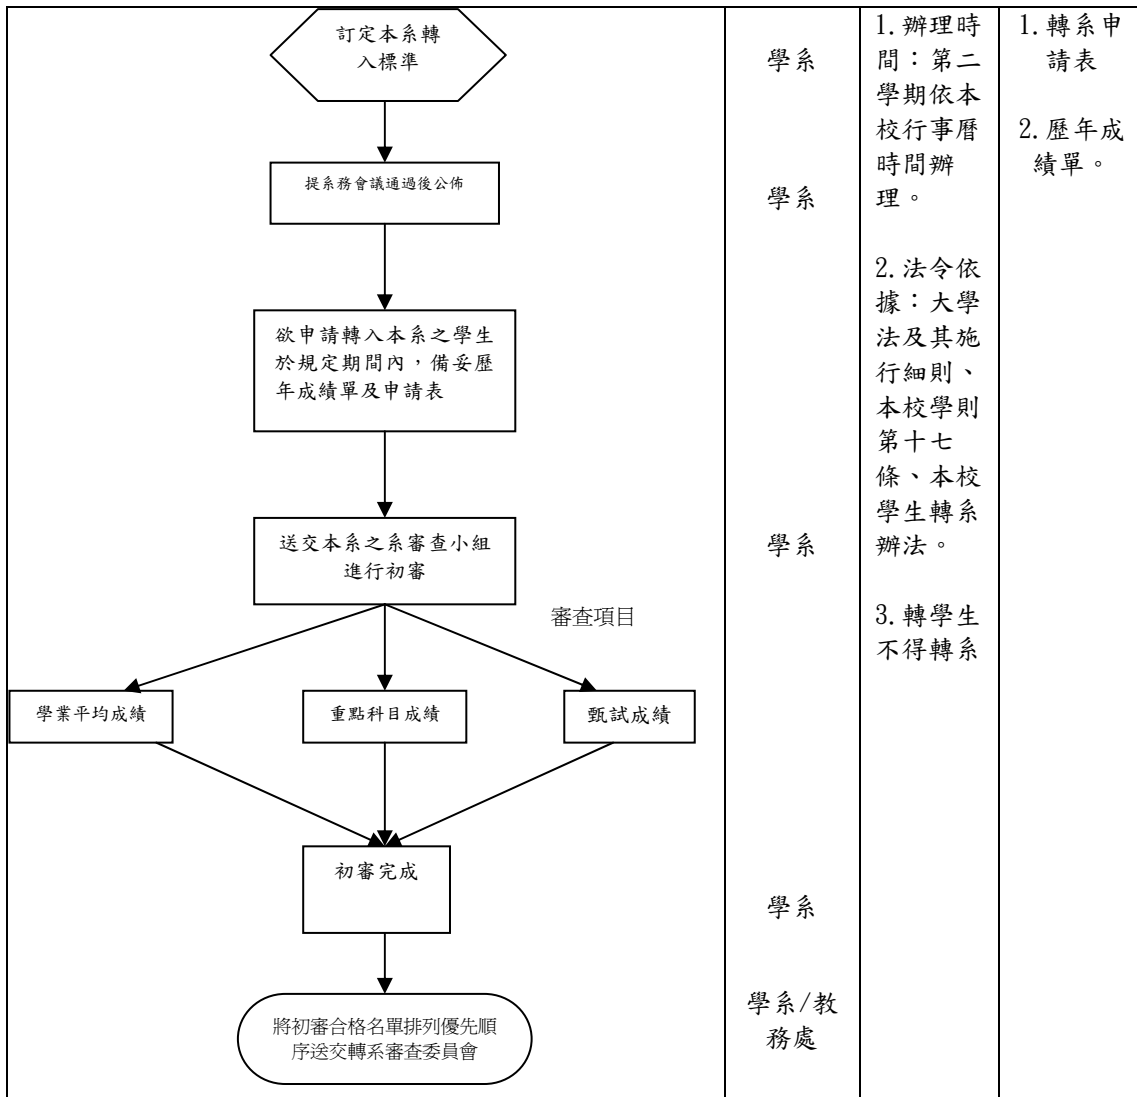 訂定本系轉
入標準
提系務會議通過後公佈
欲申請轉入本系之學生
於規定期間內，備妥歷
年成績單及申請表
送交本系之系審查小組
進行初審
審查項目
學業平均成績
重點科目成績
甄試成績
初審完成
將初審合格名單排列優先順
序送交轉系審查委員會
學系
學系
學系
學系
學系/教
務處
1.辦理時
間：第二
學期依本
校行事曆
時間辦
理。
2.法令依
據：大學
法及其施
行細則、
本校學則
第十七
條、本校
學生轉系
辦法。
3.轉學生
不得轉系
1.轉系申
請表
2.歷年成
績單。